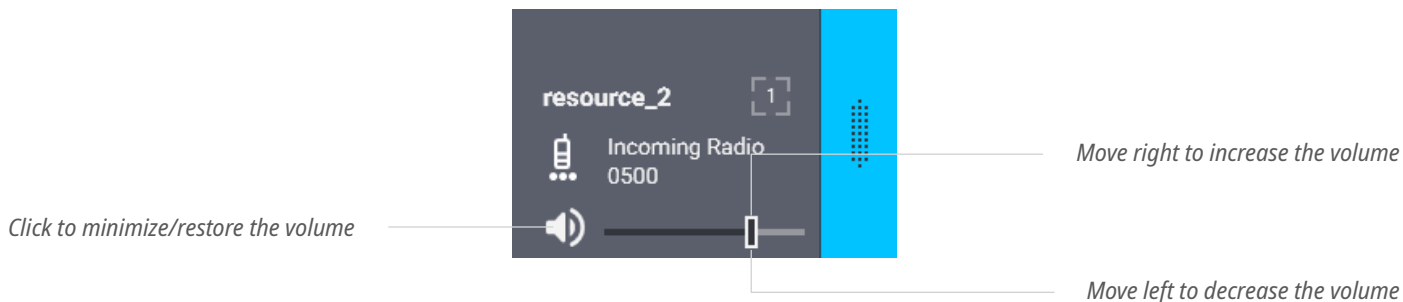 resource_2
1
Incoming Radio
0500
Move right to increase the volume
Click to minimize/restore the volume
Move left to decrease the volume